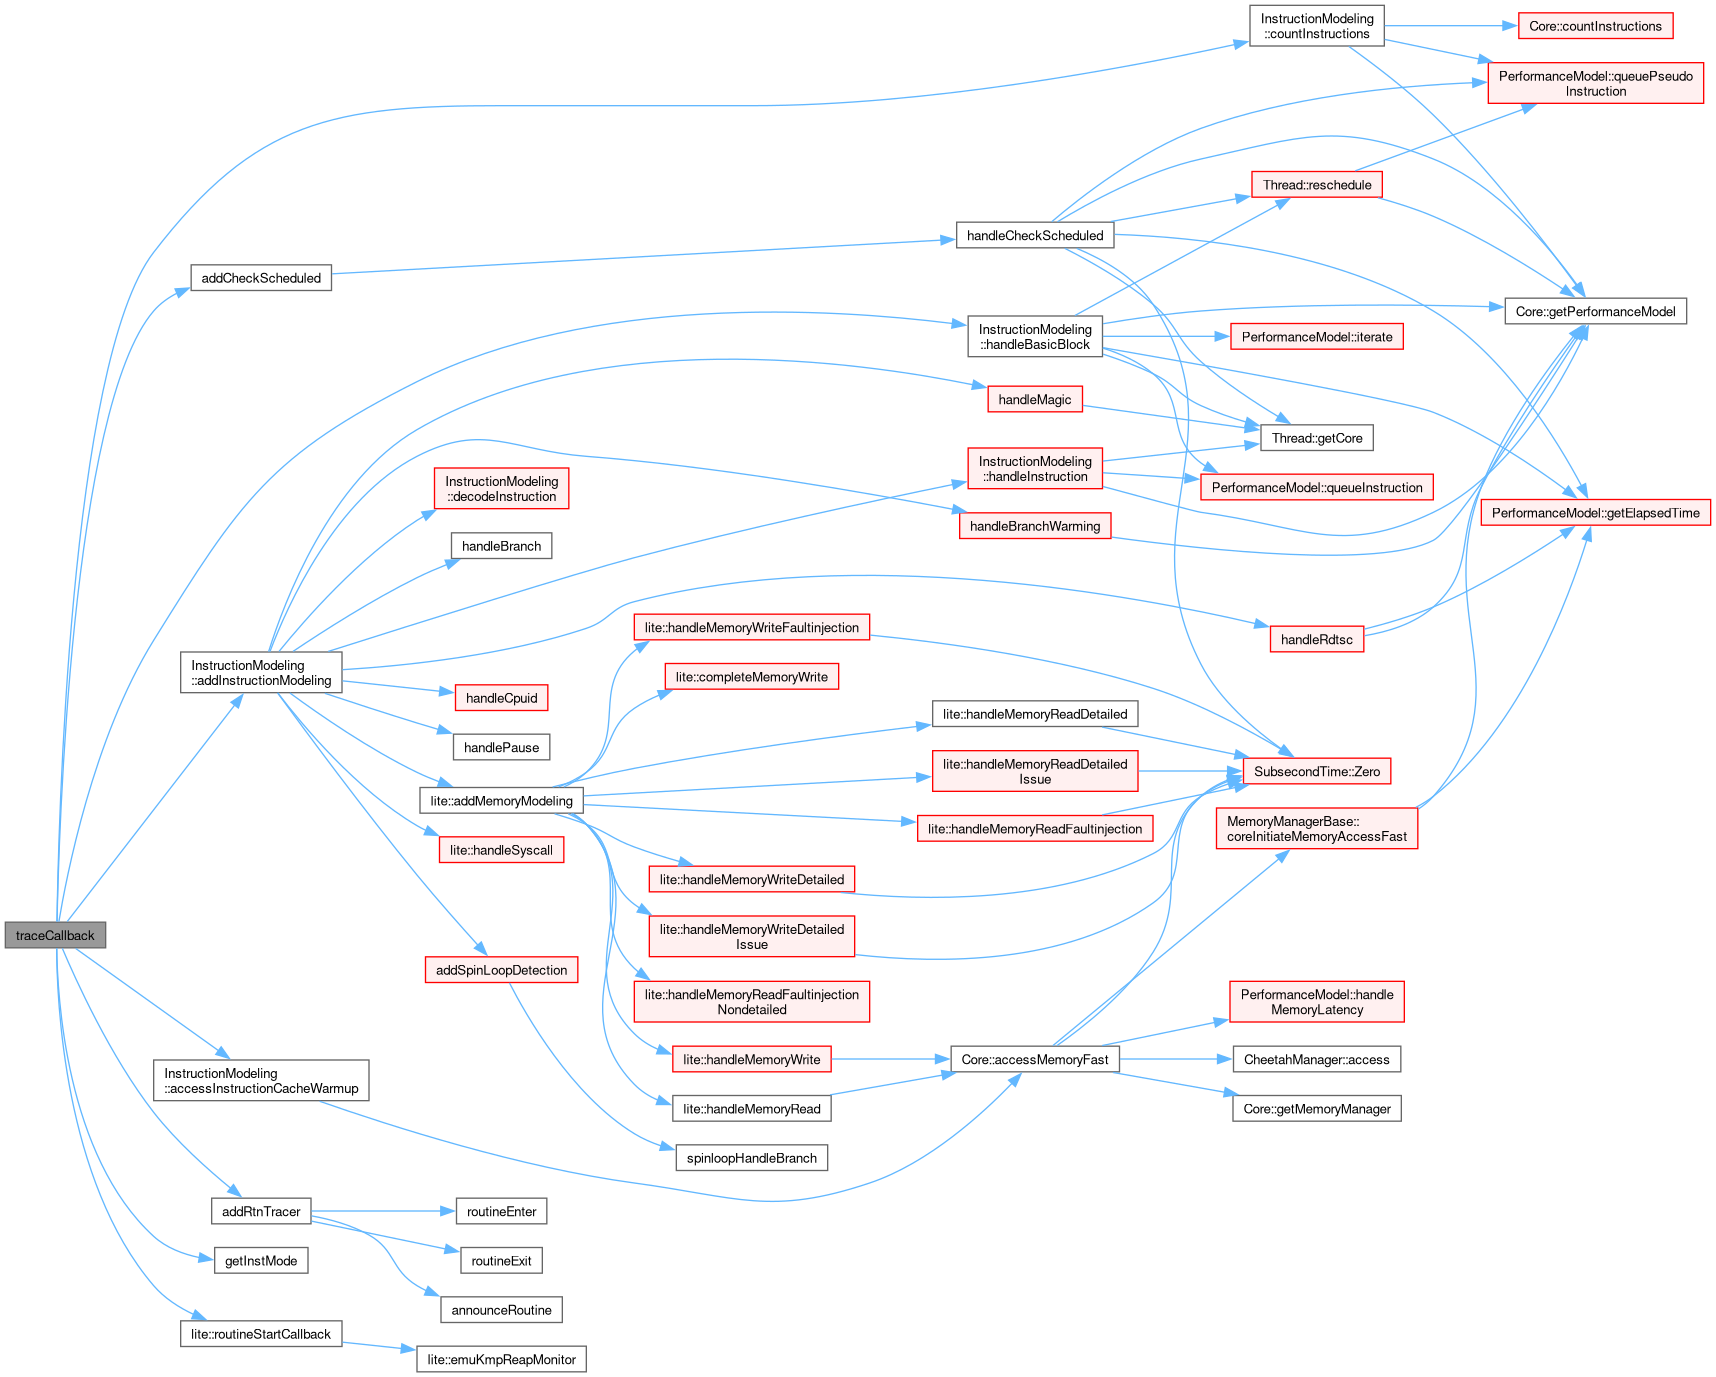 InstructionModeling
::countInstructions
Core::countInstructions
PerformanceModel::queuePseudo
Instruction
Thread::reschedule
handleCheckScheduled
addCheckScheduled
Core::getPerformanceModel
InstructionModeling
::handleBasicBlock
PerformanceModel::iterate
handleMagic
Thread::getCore
InstructionModeling
::handleInstruction
InstructionModeling
::decodeInstruction
PerformanceModel::queueInstruction
PerformanceModel::getElapsedTime
handleBranchWarming
handleBranch
lite::handleMemoryWriteFaultinjection
handleRdtsc
InstructionModeling
::addInstructionModeling
lite::completeMemoryWrite
handleCpuid
lite::handleMemoryReadDetailed
handlePause
lite::handleMemoryReadDetailed
Issue
SubsecondTime::Zero
lite::addMemoryModeling
lite::handleMemoryReadFaultinjection
MemoryManagerBase::
coreInitiateMemoryAccessFast
lite::handleSyscall
lite::handleMemoryWriteDetailed
traceCallback
lite::handleMemoryWriteDetailed
Issue
addSpinLoopDetection
lite::handleMemoryReadFaultinjection
Nondetailed
PerformanceModel::handle
MemoryLatency
lite::handleMemoryWrite
Core::accessMemoryFast
CheetahManager::access
InstructionModeling
::accessInstructionCacheWarmup
lite::handleMemoryRead
Core::getMemoryManager
spinloopHandleBranch
addRtnTracer
routineEnter
getInstMode
routineExit
announceRoutine
lite::routineStartCallback
lite::emuKmpReapMonitor